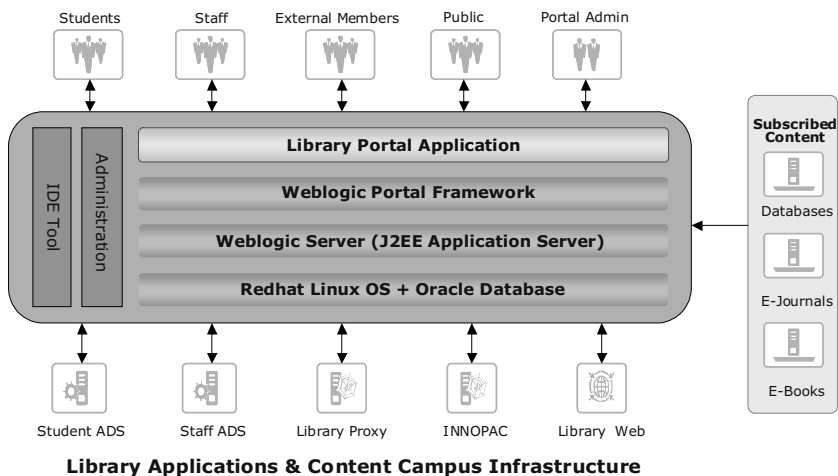 Students
Staff
External Members
Public
Portal Admin
IDE Tool
Administration
Library Portal Application
Weblogic Portal Framework
Weblogic Server (J2EE Application Server)
Redhat Linux OS + Oracle Database
Subscribed
Content
Databases
E-Journals
E-Books
Student ADS
Staff ADS
Library Proxy
INNOPAC
Library Web
Library Applications & Content Campus Infrastructure